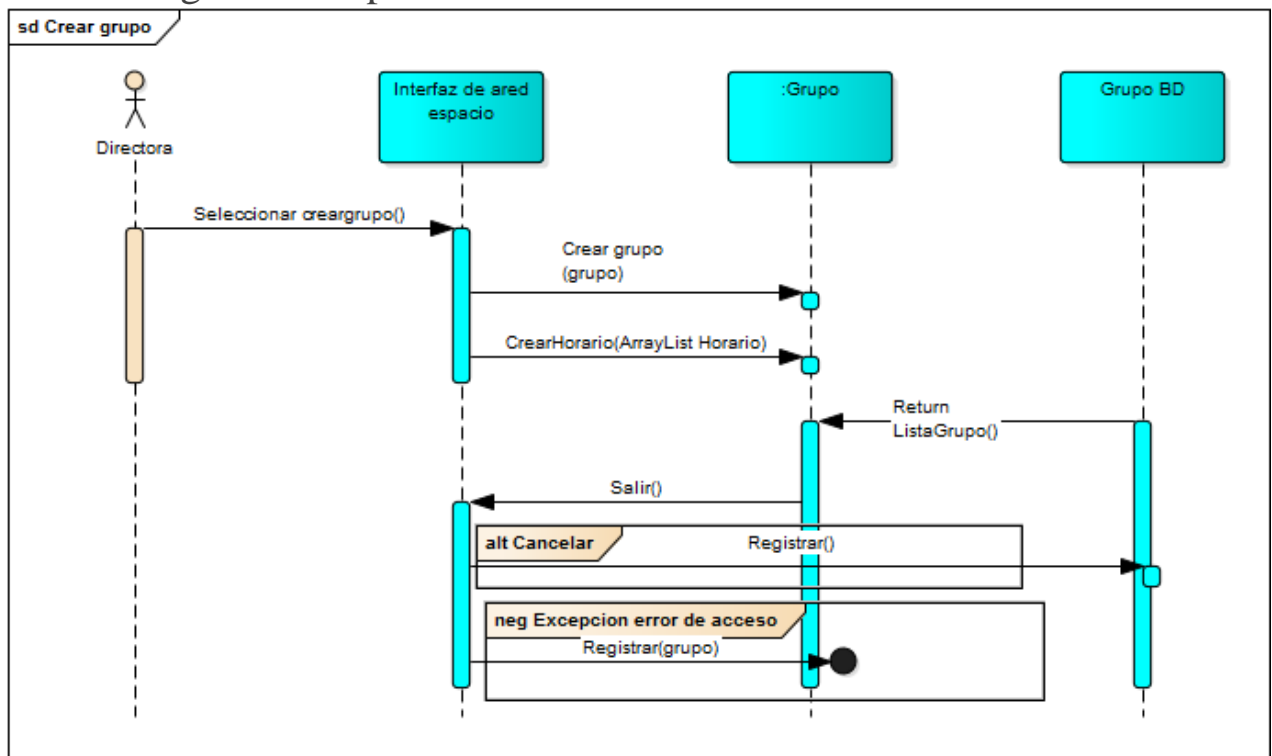 sd Crear grupo
Directora
Interfaz de ared
espacio
:Grupo
Grupo BD
Seleccionar creargrupo()
Crear grupo
(grupo)
CrearHorario(ArrayList Horario)
Return
ListaGrupo()
Salir()
alt Cancelar
Registrar()
neg Excepcion error de acceso
Registrar(grupo)